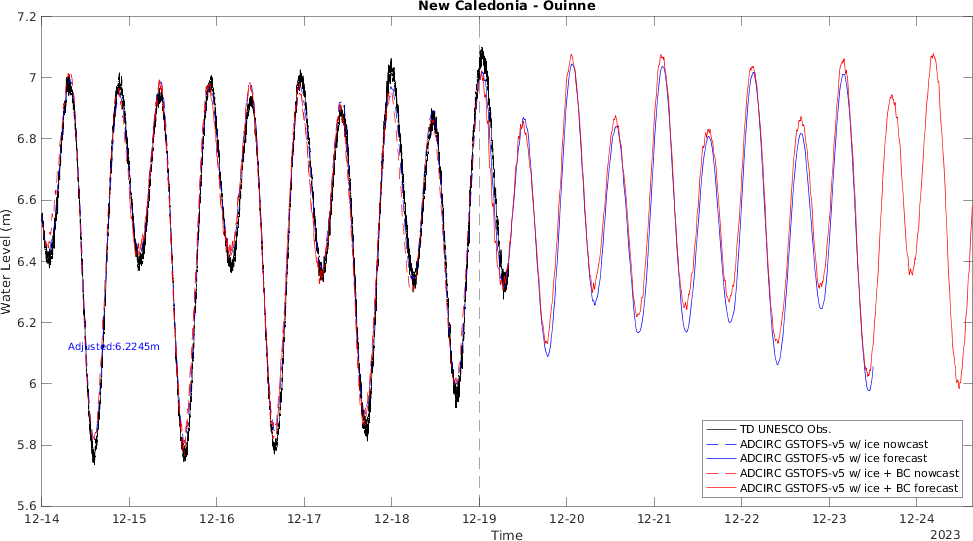 New Caledonia - Ouinne
7.2
7
6.8
6.6
6.4
6.2
6
5.8
5.6
Water Level (m)
Adjusted:6.2245m
TD UNESCO Obs.
ADCIRC GSTOFS-v5 w/ ice nowcast
ADCIRC GSTOFS-v5 w/ ice forecast
ADCIRC GSTOFS-v5 w/ ice + BC nowcast
ADCIRC GSTOFS-v5 w/ ice + BC forecast
12-14 12-15 12-16 12-17 12-18 12-19 12-20 12-21 12-22 12-23 12-24
Time
2023